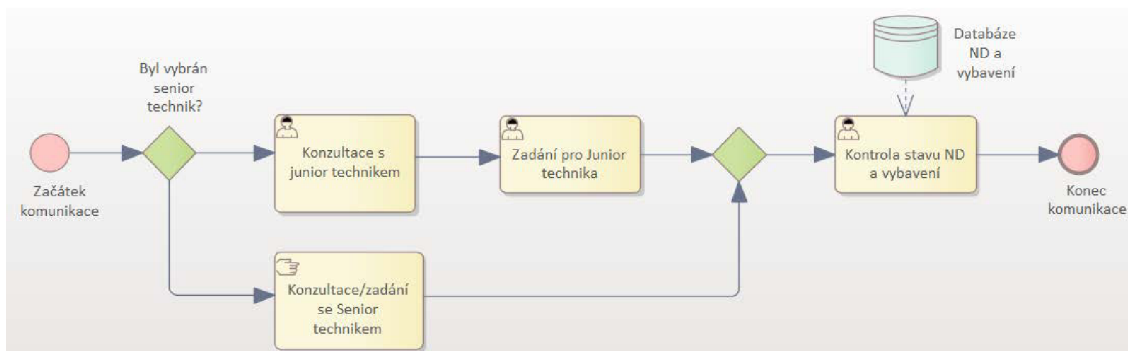 Byl vybrán
senior
technik?
Databáze
ND a
vybavení
Konzultace s
junior technikem
Zadání pro Junior
technika
Kontrola stavu ND
a vybavení
Začátek
komunikace
Konec
komunikace
Konzultace/zadání
se Senior
technikem